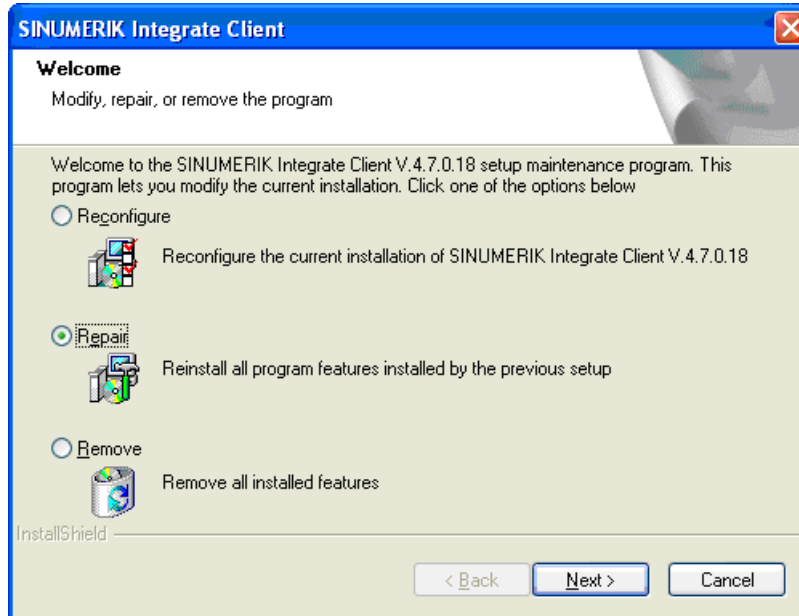 SINUMERIK Integrate Client
Welcome
Modify, repair, or remove the program
Welcome to the SINUMERIK Integrate Client V.4.7.0.18 setup maintenance program. This
program lets you modify the current installation. Click one of the options below
Reconfigure
Reconfigure the current installation of SINUMERIK Integrate Client V.4.7.0.18
Repair
Reinstall all program features installed by the previous setup
Remove
Remove all installed features
InstallShield
< Back
Next >
Cancel